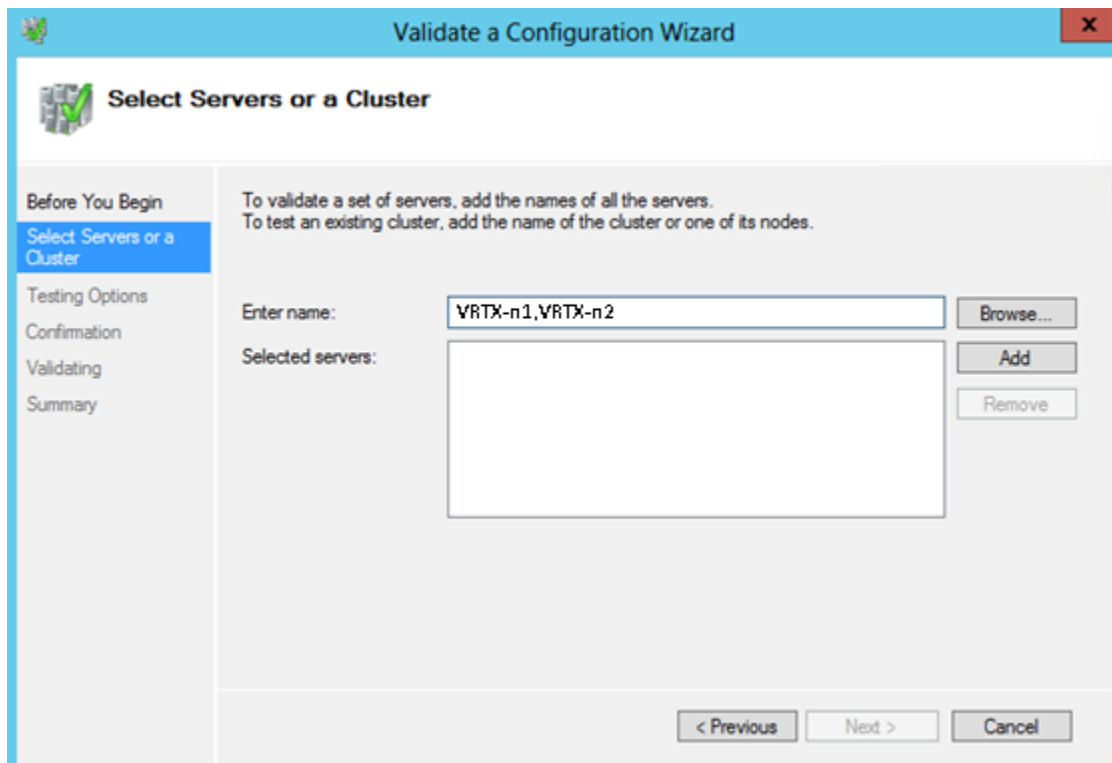 Validate a Configuration Wizard
x
Select Servers or a Cluster
Before You Begin
Select Servers or a
Cluster
Testing Options
Confirmation
Validating
Summary
To validate a set of servers, add the names of all the servers.
To test an existing cluster, add the name of the cluster or one of its nodes.
Enter name:
VRTX-n1,VRTX-n2
Browse...
Selected servers:
Add
Remove
< Previous
Next >
Cancel